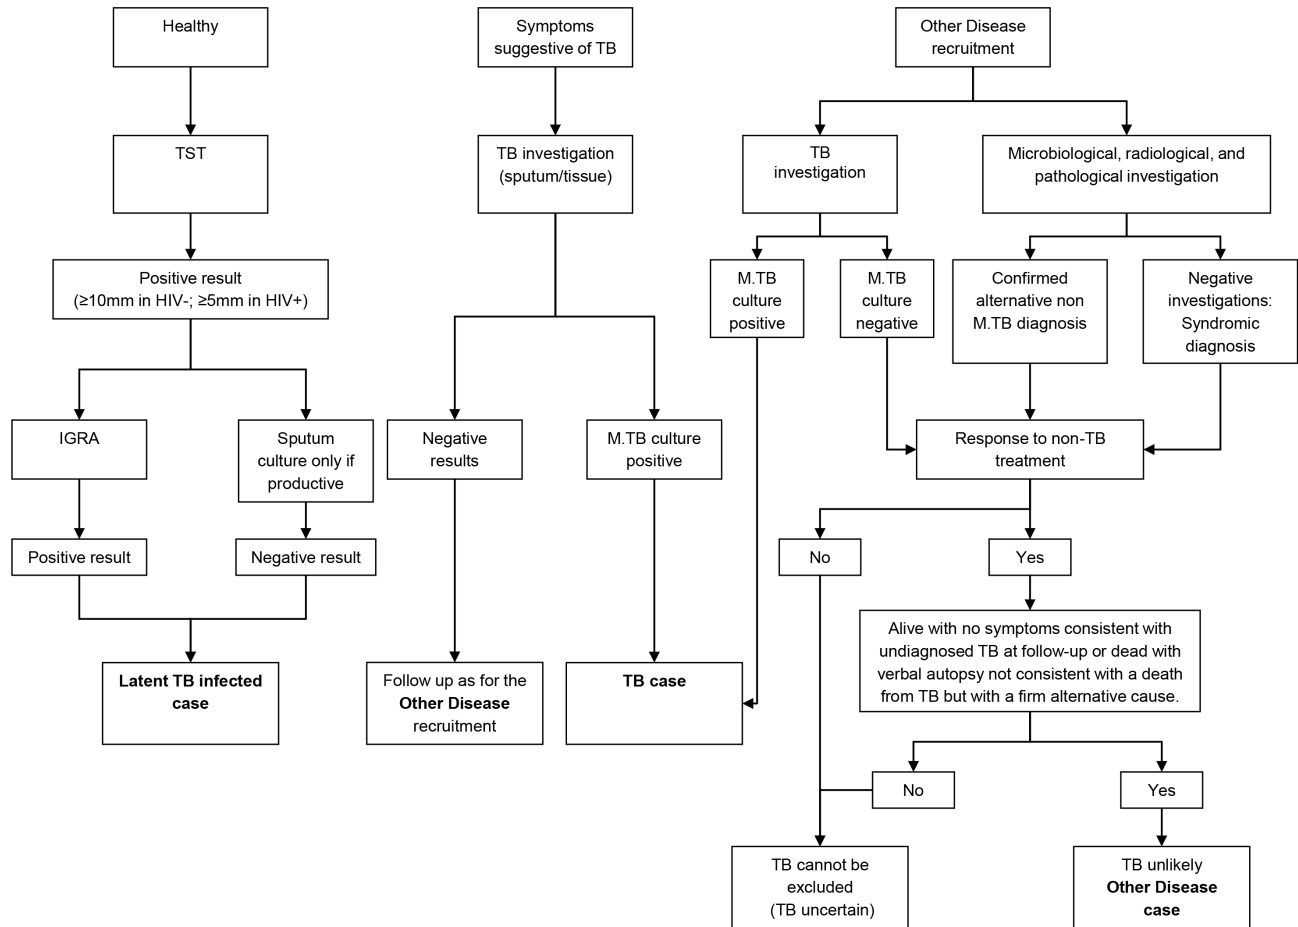 Healthy
Symptoms
suggestive of TB
Other Disease
recruitment
TST
TB investigation
(sputum/tissue)
TB
investigation
Microbiological, radiological, and
pathological investigation
Positive result
(≥10mm in HIV-; ≥5mm in HIV+)
M.TB
culture
positive
M.TB
culture
negative
Confirmed
alternative non
M.TB diagnosis
Negative
investigations:
Syndromic
diagnosis
IGRA
Sputum
culture only if
productive
Negative
results
M.TB culture
positive
Response to non-TB
treatment
Positive result
Negative result
No
Yes
Alive with no symptoms consistent with
undiagnosed TB at follow-up or dead with
verbal autopsy not consistent with a death
from TB but with a firm alternative cause.
Latent TB infected
case
Follow up as for the
Other Disease
recruitment
TB case
No
Yes
TB cannot be
excluded
(TB uncertain)
TB unlikely
Other Disease
case